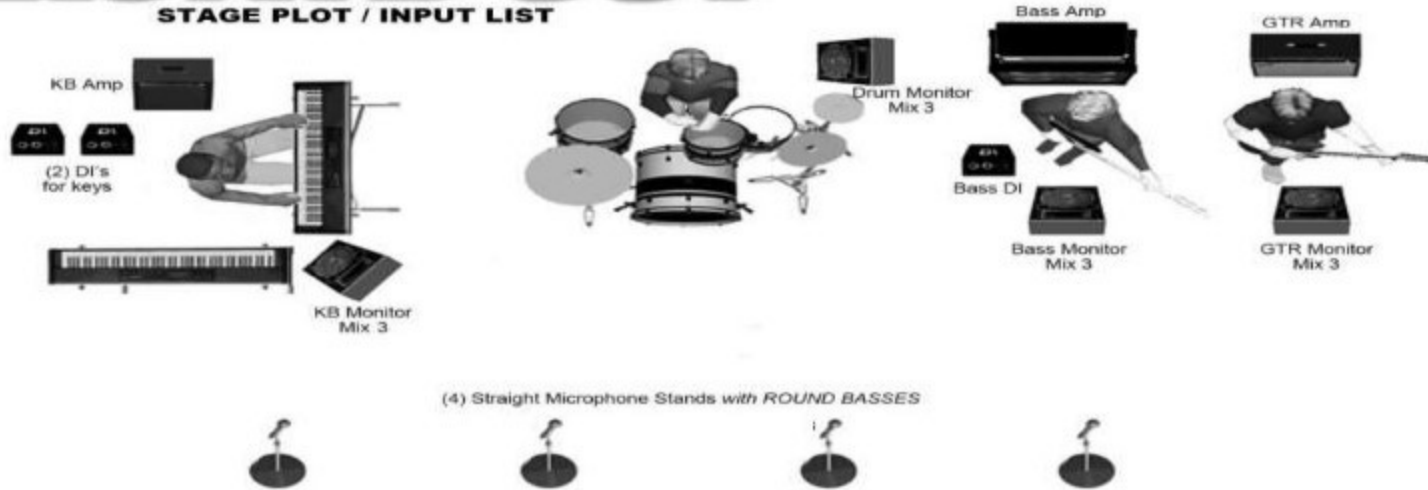 STAGE PLOT / INPUT LIST
Bass Amp
GTR Amp
KB Amp
Drum Monitor
Mix 3
DI
DI
(2) DI's
for keys
DI
Bass DI
Bass Monitor
Mix 3
GTR Monitor
Mix 3
KB Monitor
Mix 3
(4) Straight Microphone Stands with ROUND BASSES